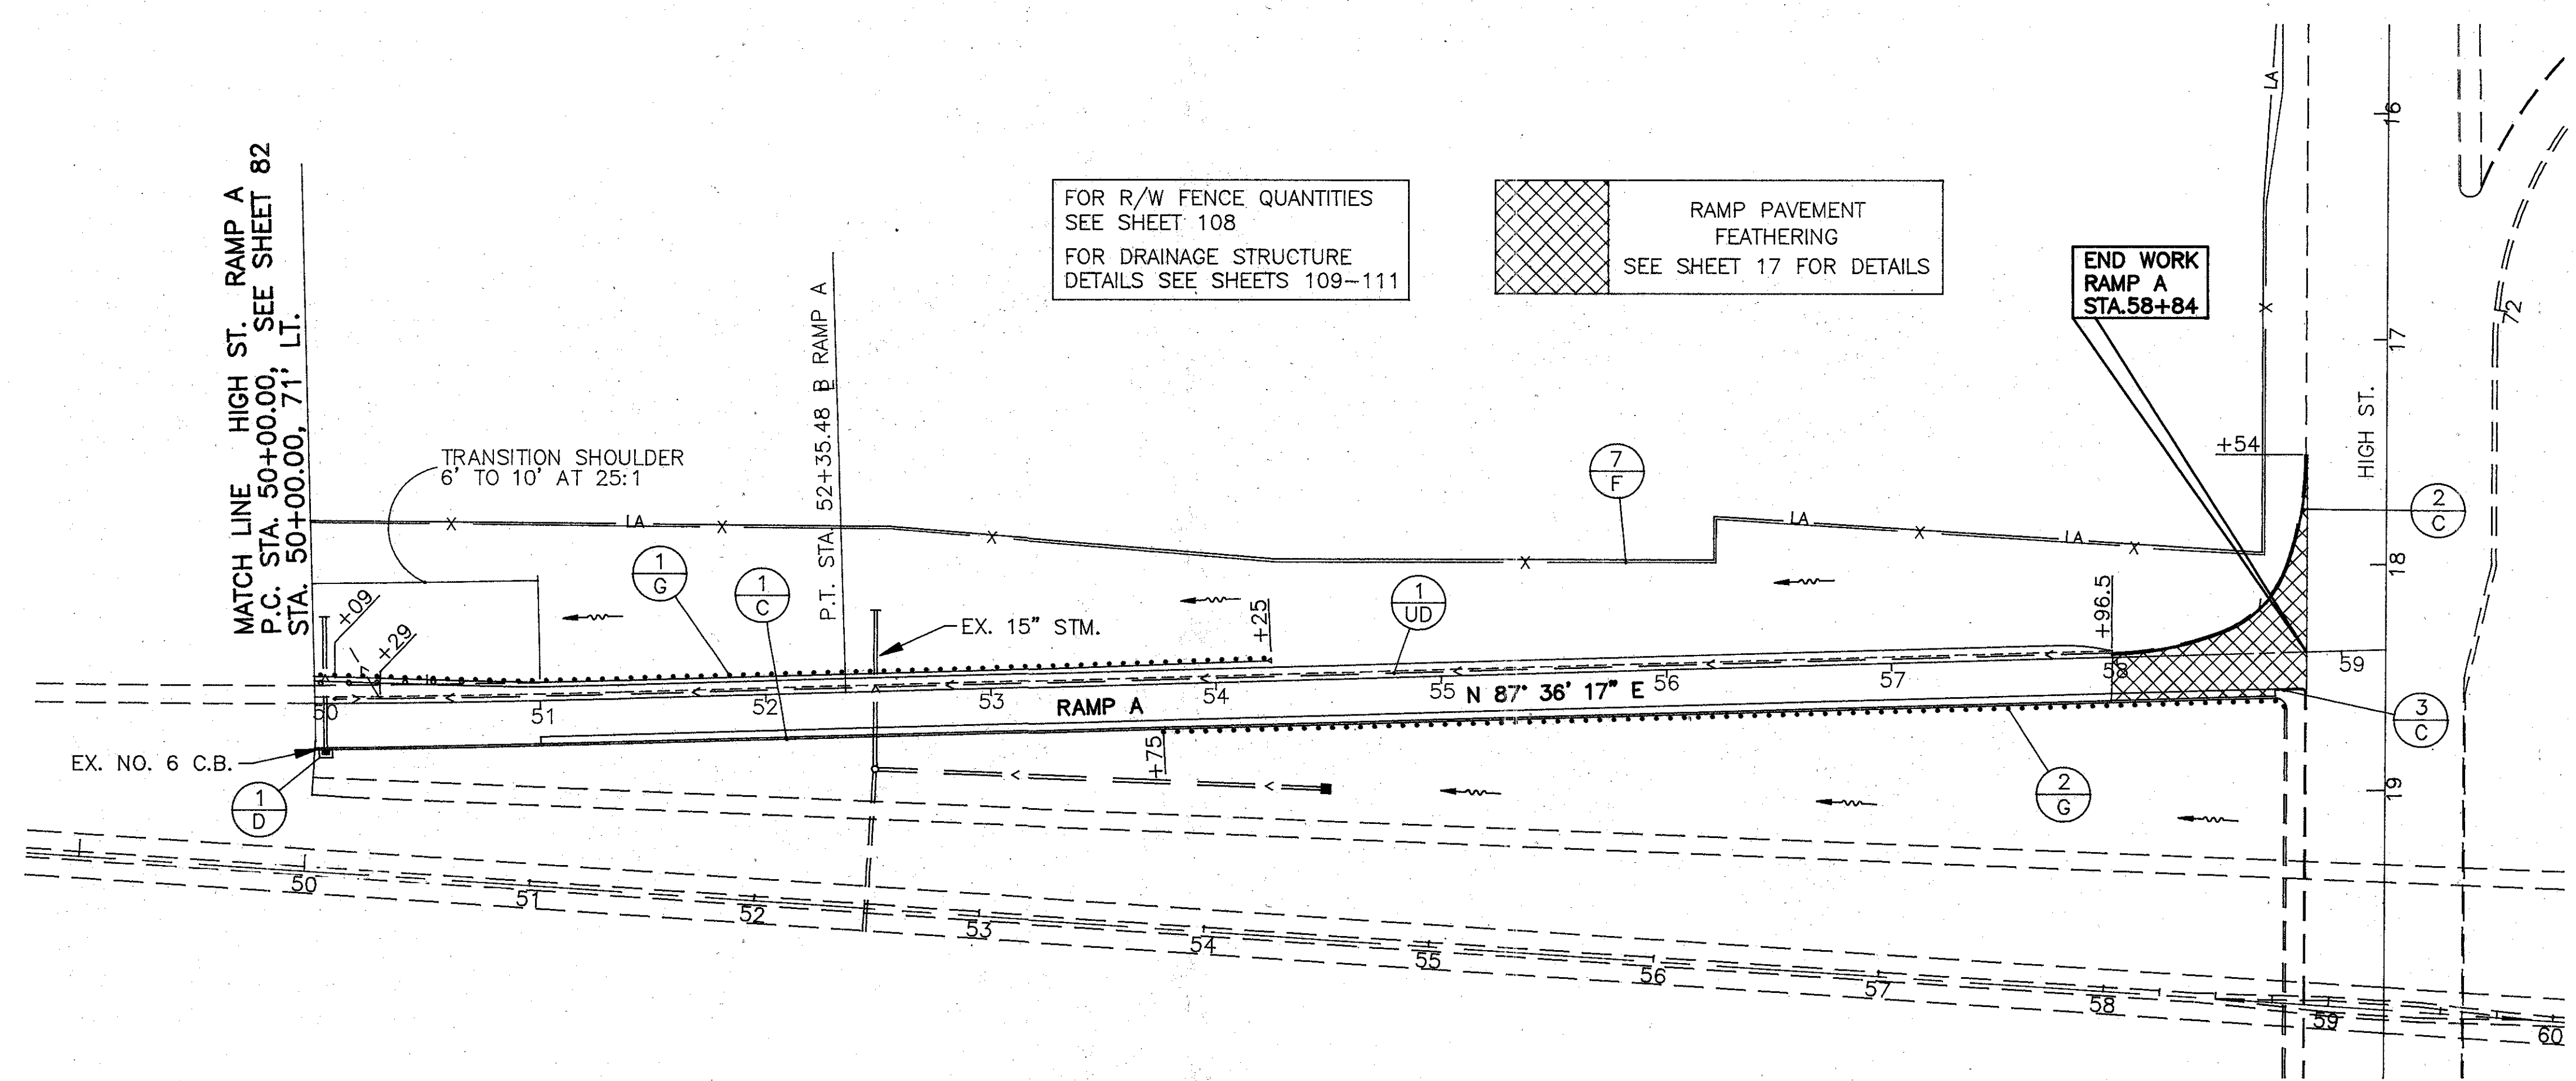 MATCH LINE HIGH ST. RAMP A
P.C. STA. 50+00.00, SEE SHEET 82
STA. 50+00.00, 71' LT.
TRANSITION SHOULDER
6' TO 10' AT 25:1
P.T. STA. 52+35.48 B RAMP A
FOR R/W FENCE QUANTITIES
SEE SHEET 108
FOR DRAINAGE STRUCTURE
DETAILS SEE SHEETS 109-111
RAMP PAVEMENT
FEATHERING
SEE SHEET 17 FOR DETAILS
END WORK
RAMP A
STA.58+84
LA
X
16
72
X
17
HIGH ST.
+54
7
F
2
C
18
X
LA
X
X
X
LA
X
LA
X
1
G
1
C
1
UD
+09
+29
EX. 15" STM.
+25
+96.5
50
51
52
53
54
55
56
57
58
59
RAMP A
N 87° 36' 17" E
3
C
EX. NO. 6 C.B.
1
D
+75
2
G
19
50
51
52
53
54
55
56
57
58
59
60